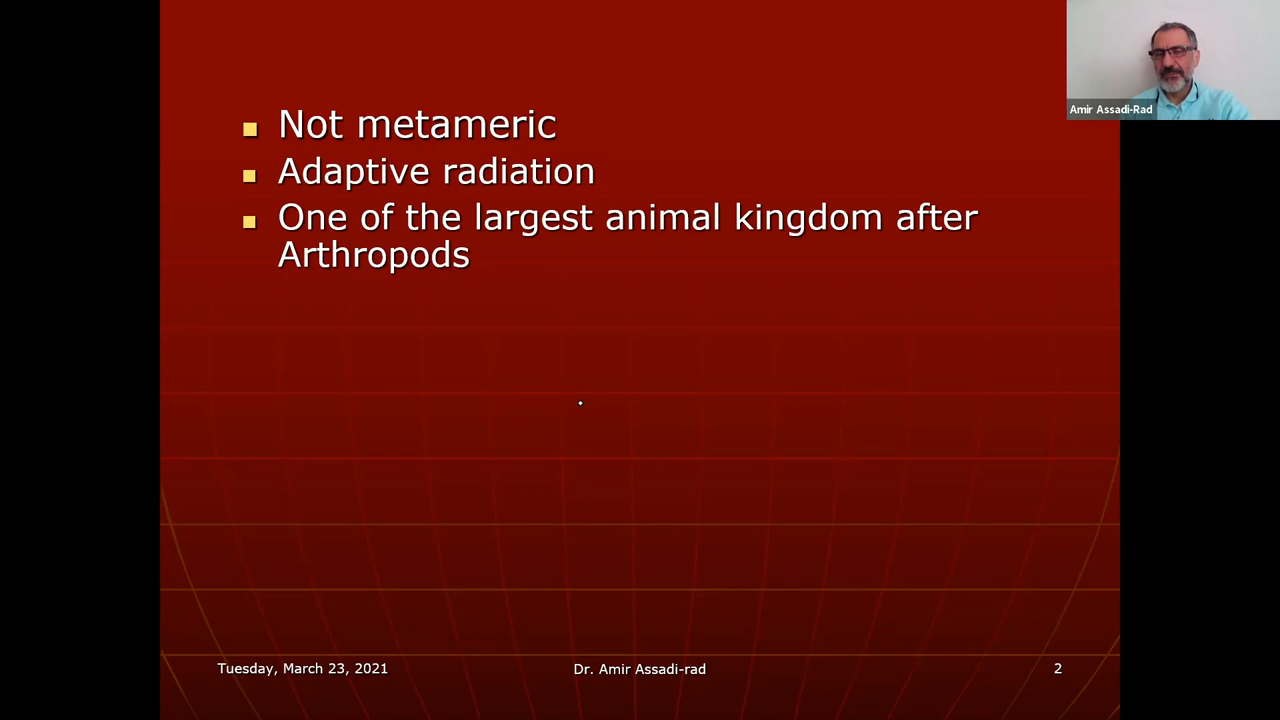 Not metameric
Adaptive radiation
One of the largest animal kingdom after
Arthropods
Amir Assadi-Rad
Tuesday, March 23, 2021
Dr. Amir Assadi-rad
2